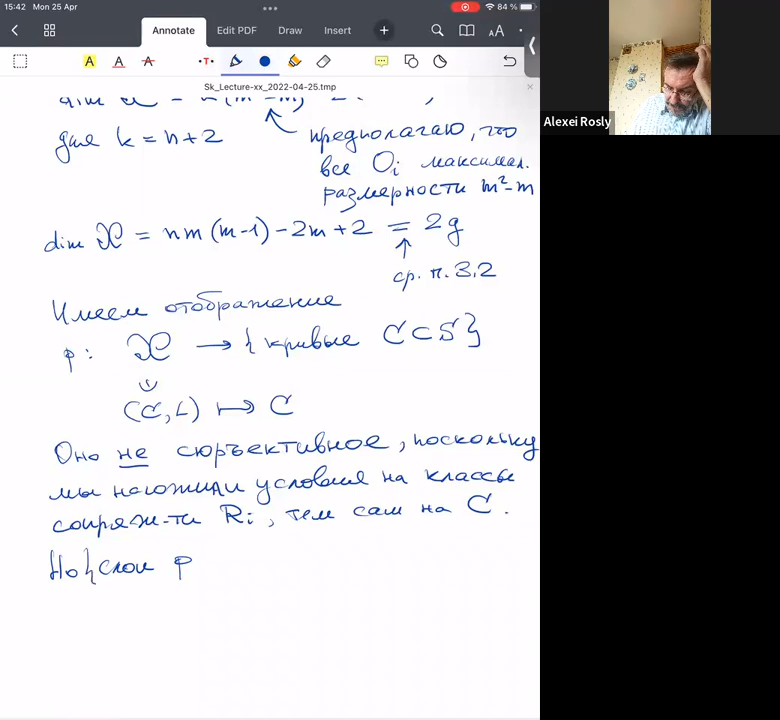 15:42 Mon 25 Apr
84 %
Annotate Edit PDF Draw Insert
Sk_Lecture-xx_2022-04-25.tmp
для k = n+2
предполагаю, что
все Oi максимал.
размерности m²-m
dim 𝒳 = nm(m-1) - 2m + 2 = 2g
ср. п. 3.2
Имеем отображение
p: 𝒳 → { кривые C ⊂ S }
(C, L) ↦ C
Оно не сюръективное, поскольку
мы наложили условия на классы
сопряж-ти Ri, тем сам на C.
Но { слои p
Alexei Rosly